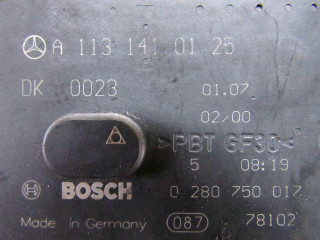 A 113 141 01 25
DK 0023 01.07
02/00
>PBT GF30<
5 08:19
BOSCH 0 280 750 017
Made in Germany 087 78102